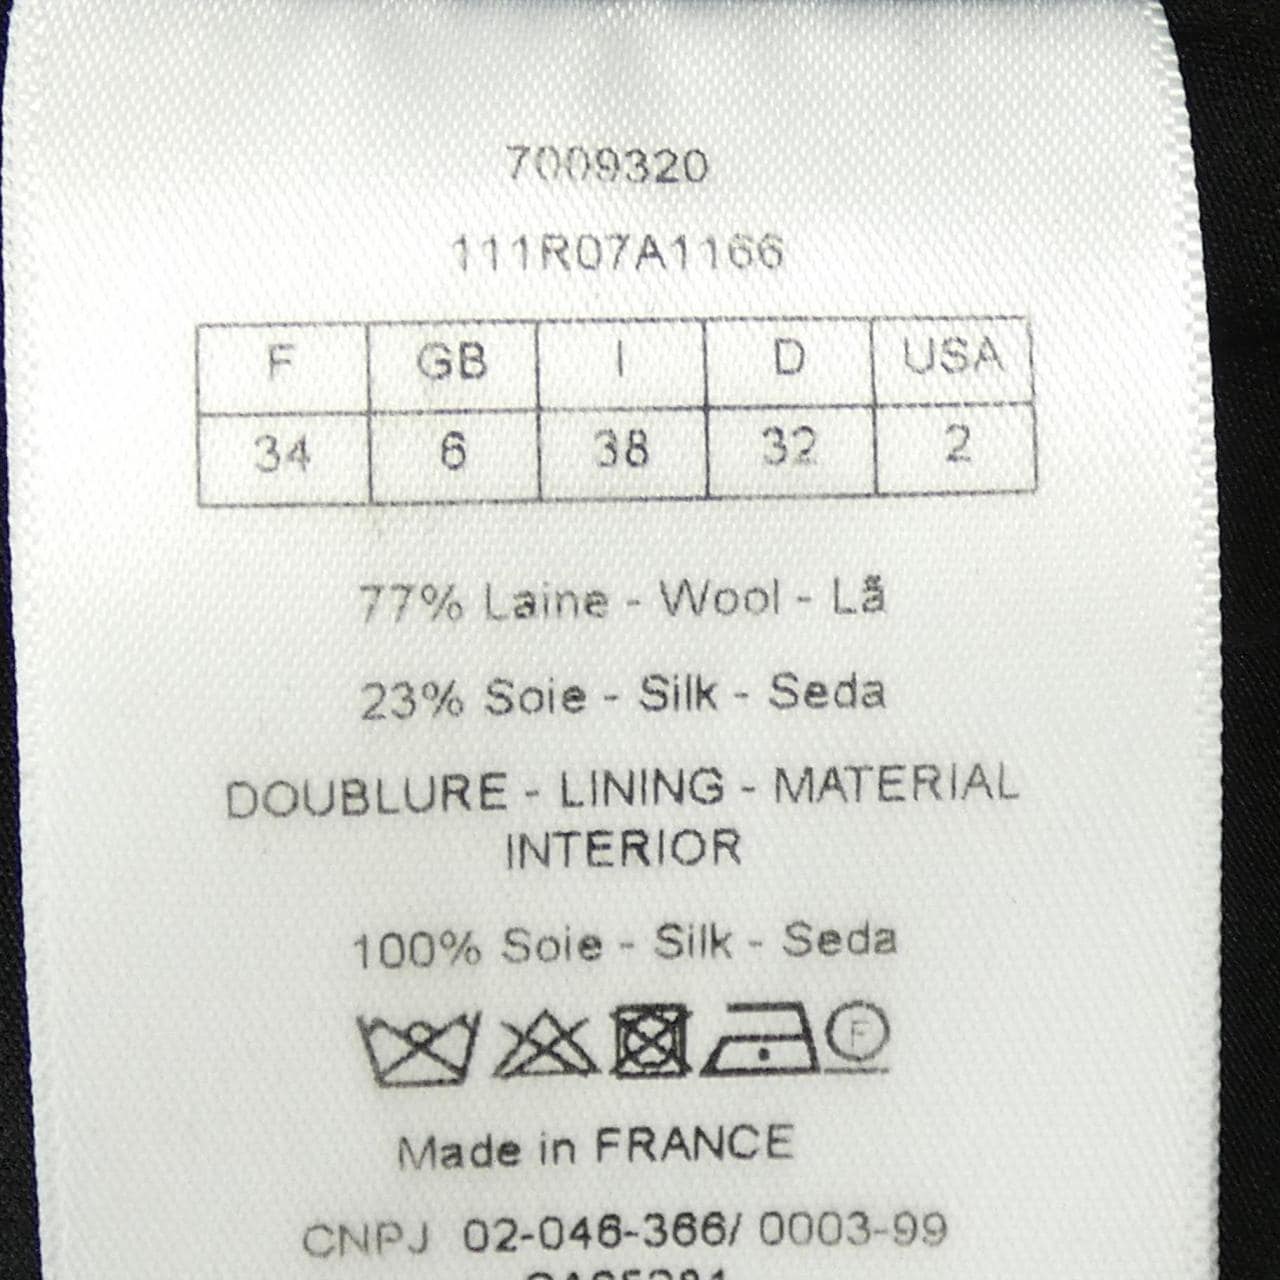 7009320
111R07A1166
F GB I D USA
34 6 38 32 2
77% Laine - Wool - Lã
23% Soie - Silk - Seda
DOUBLURE - LINING - MATERIAL
INTERIOR
100% Soie - Silk - Seda
F
Made in FRANCE
CNPJ 02-046-366/ 0003-99